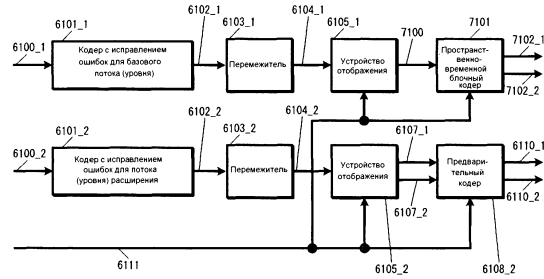 6102_1
6103_1
6104_1
6101_1
6105_1
7100
7101
7102_1
6100_1
Кодер с исправлением
ошибок для базового
потока (уровня)
Перемежитель
Устройство
отображения
Пространст-
венно-
временной
блочный
кодер
7102_2
6101_2
6102_2
6103_2
6104_2
6107_1
6100_2
Кодер с исправлением
ошибок для потока
(уровня) расширения
Перемежитель
Устройство
отображения
Предвари-
тельный
кодер
6110_1
6110_2
6107_2
6111
6105_2
6108_2